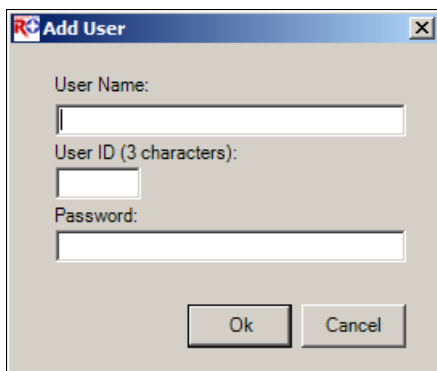 Add User
User Name:
User ID (3 characters):
Password:
Ok Cancel